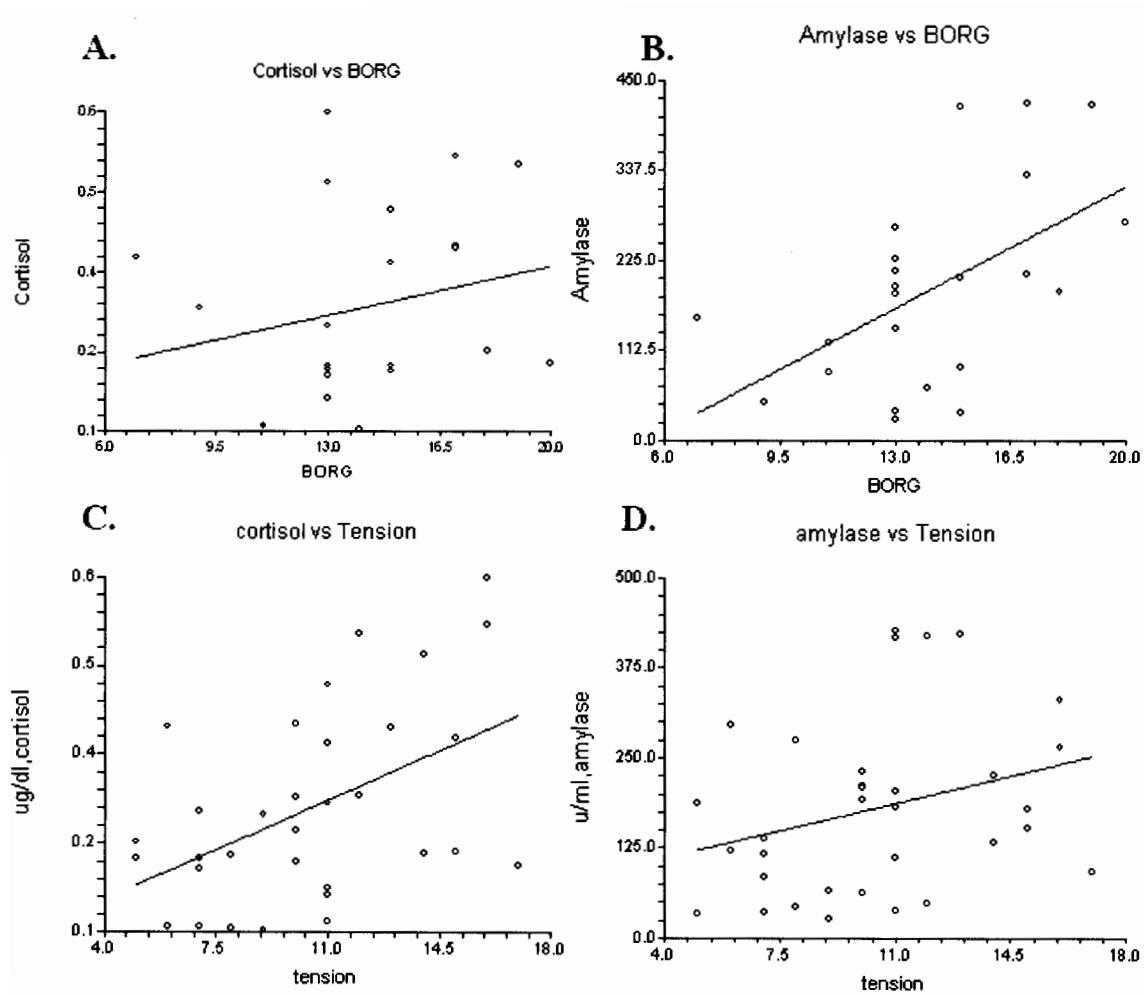 A.
Cortisol vs BORG
Cortisol
0.6
0.5
0.4
0.2
0.1
6.0 9.5 13.0 16.5 20.0
BORG
B.
Amylase vs BORG
Amylase
450.0
337.5
225.0
112.5
0.0
6.0 9.5 13.0 16.5 20.0
BORG
C.
cortisol vs Tension
ug/dl,cortisol
0.6
0.5
0.4
0.2
0.1
4.0 7.5 11.0 14.5 18.0
tension
D.
amylase vs Tension
u/ml,amylase
500.0
375.0
250.0
125.0
0.0
4.0 7.5 11.0 14.5 18.0
tension